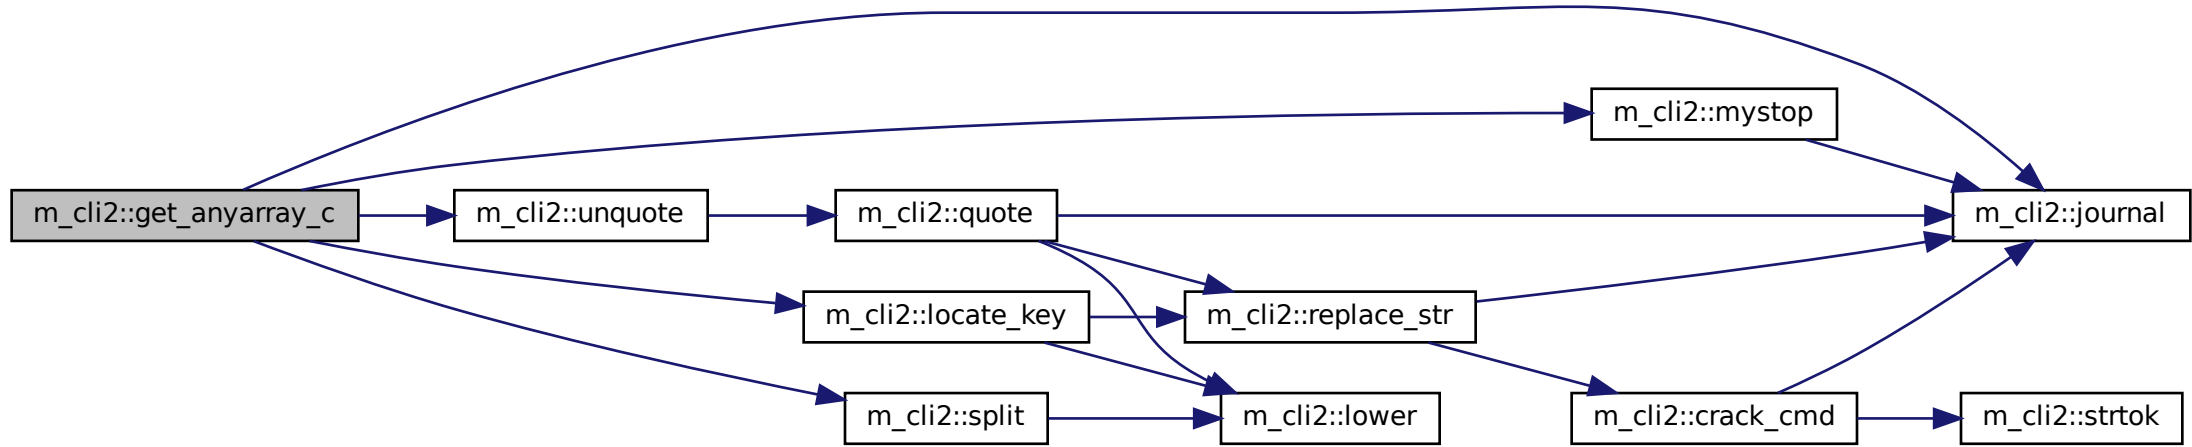 m_cli2::mystop
m_cli2::get_anyarray_c
m_cli2::unquote
m_cli2::quote
m_cli2::journal
m_cli2::locate_key
m_cli2::replace_str
m_cli2::split
m_cli2::lower
m_cli2::crack_cmd
m_cli2::strtok